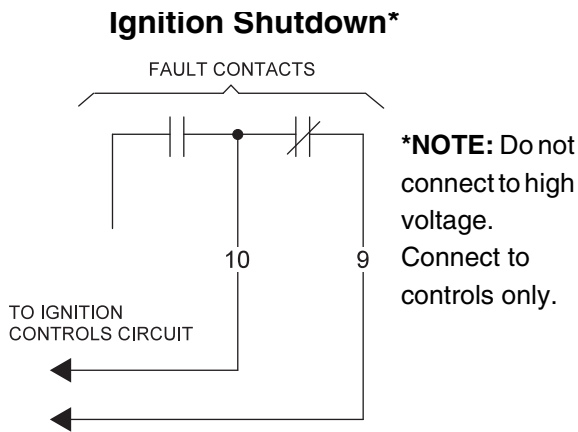 Ignition Shutdown*
FAULT CONTACTS
*NOTE: Do not
connect to high
voltage.
Connect to
controls only.
10
9
TO IGNITION
CONTROLS CIRCUIT